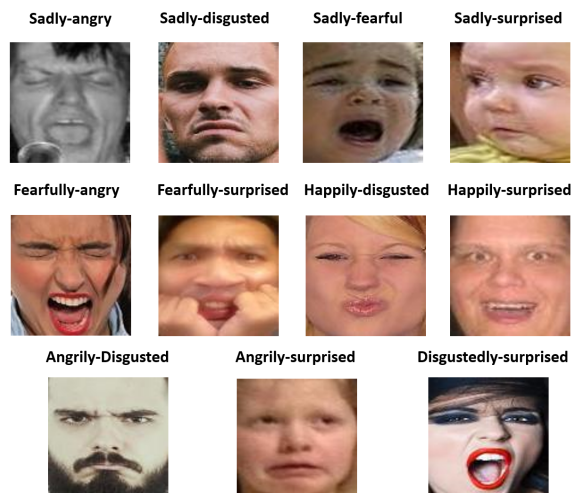 Sadly-angry
Sadly-disgusted
Sadly-fearful
Sadly-surprised
Fearfully-angry
Fearfully-surprised
Happily-disgusted
Happily-surprised
Angrily-Disgusted
Angrily-surprised
Disgustedly-surprised